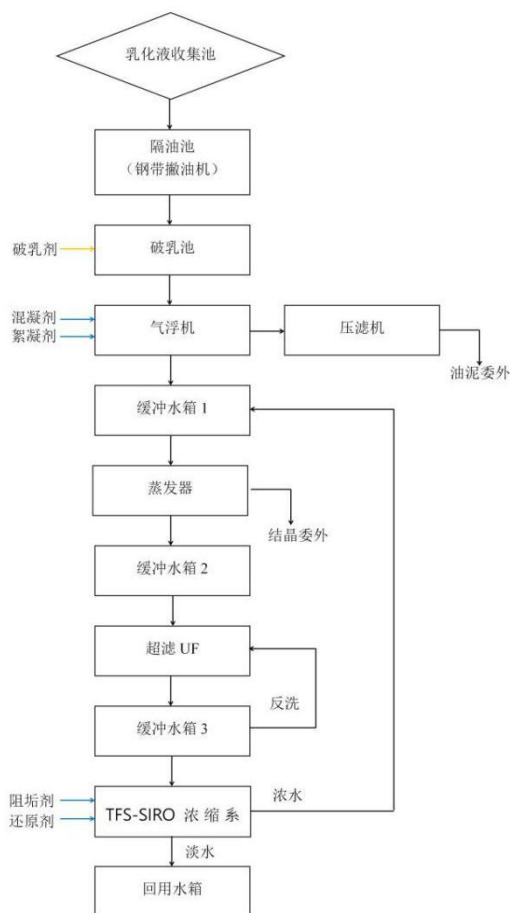 乳化液收集池
隔油池
（钢带撇油机）
破乳剂
破乳池
混凝剂
絮凝剂
气浮机
压滤机
油泥委外
缓冲水箱 1
蒸发器
结晶委外
缓冲水箱 2
超滤 UF
反洗
缓冲水箱 3
阻垢剂
还原剂
TFS-SIRO 浓 缩 系
浓水
淡水
回用水箱